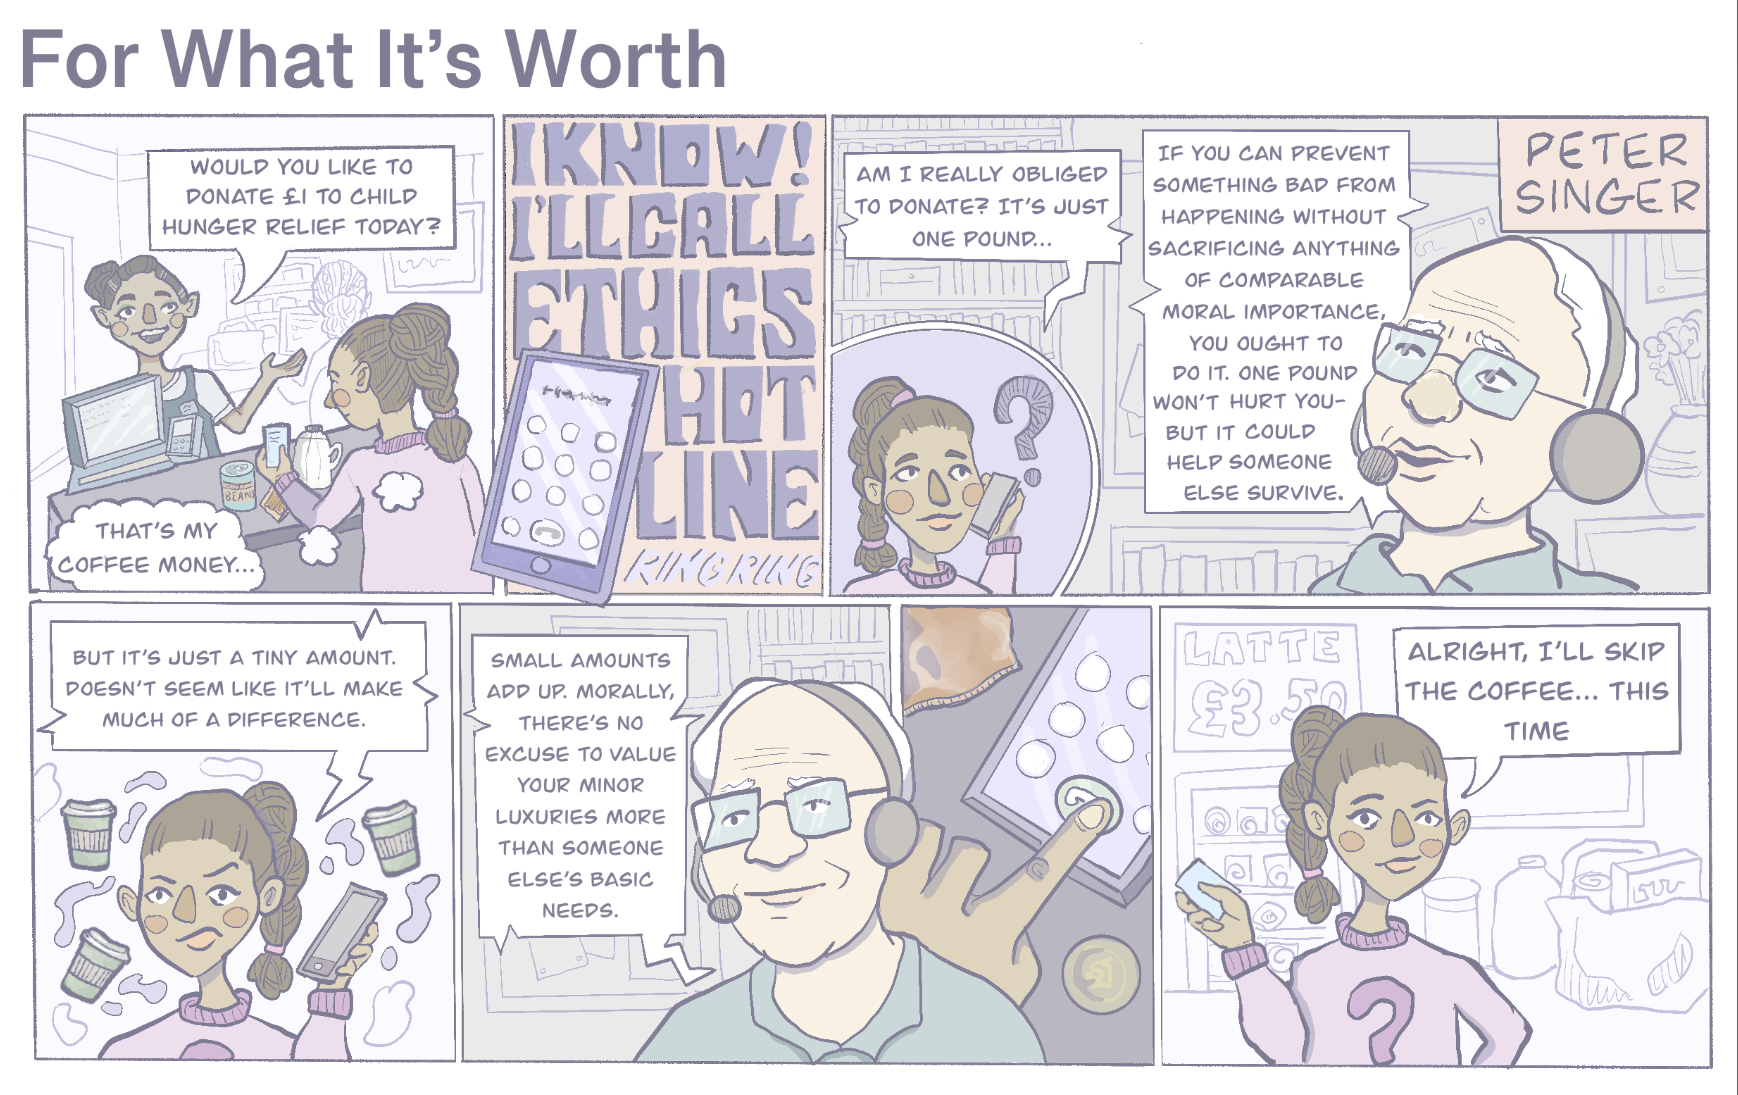 For What It's Worth
WOULD YOU LIKE TO
DONATE £1 TO CHILD
HUNGER RELIEF TODAY?
BEANS
THAT'S MY
COFFEE MONEY...
I KNOW!
I'LL CALL
ETHICS
HOT
LINE
RING RING
AM I REALLY OBLIGED
TO DONATE? IT'S JUST
ONE POUND...
IF YOU CAN PREVENT
SOMETHING BAD FROM
HAPPENING WITHOUT
SACRIFICING ANYTHING
OF COMPARABLE
MORAL IMPORTANCE,
YOU OUGHT TO
DO IT. ONE POUND
WON'T HURT YOU-
BUT IT COULD
HELP SOMEONE
ELSE SURVIVE.
PETER
SINGER
BUT IT'S JUST A TINY AMOUNT.
DOESN'T SEEM LIKE IT'LL MAKE
MUCH OF A DIFFERENCE.
SMALL AMOUNTS
ADD UP. MORALLY,
THERE'S NO
EXCUSE TO VALUE
YOUR MINOR
LUXURIES MORE
THAN SOMEONE
ELSE'S BASIC
NEEDS.
LATTE
£3.50
ALRIGHT, I'LL SKIP
THE COFFEE... THIS
TIME